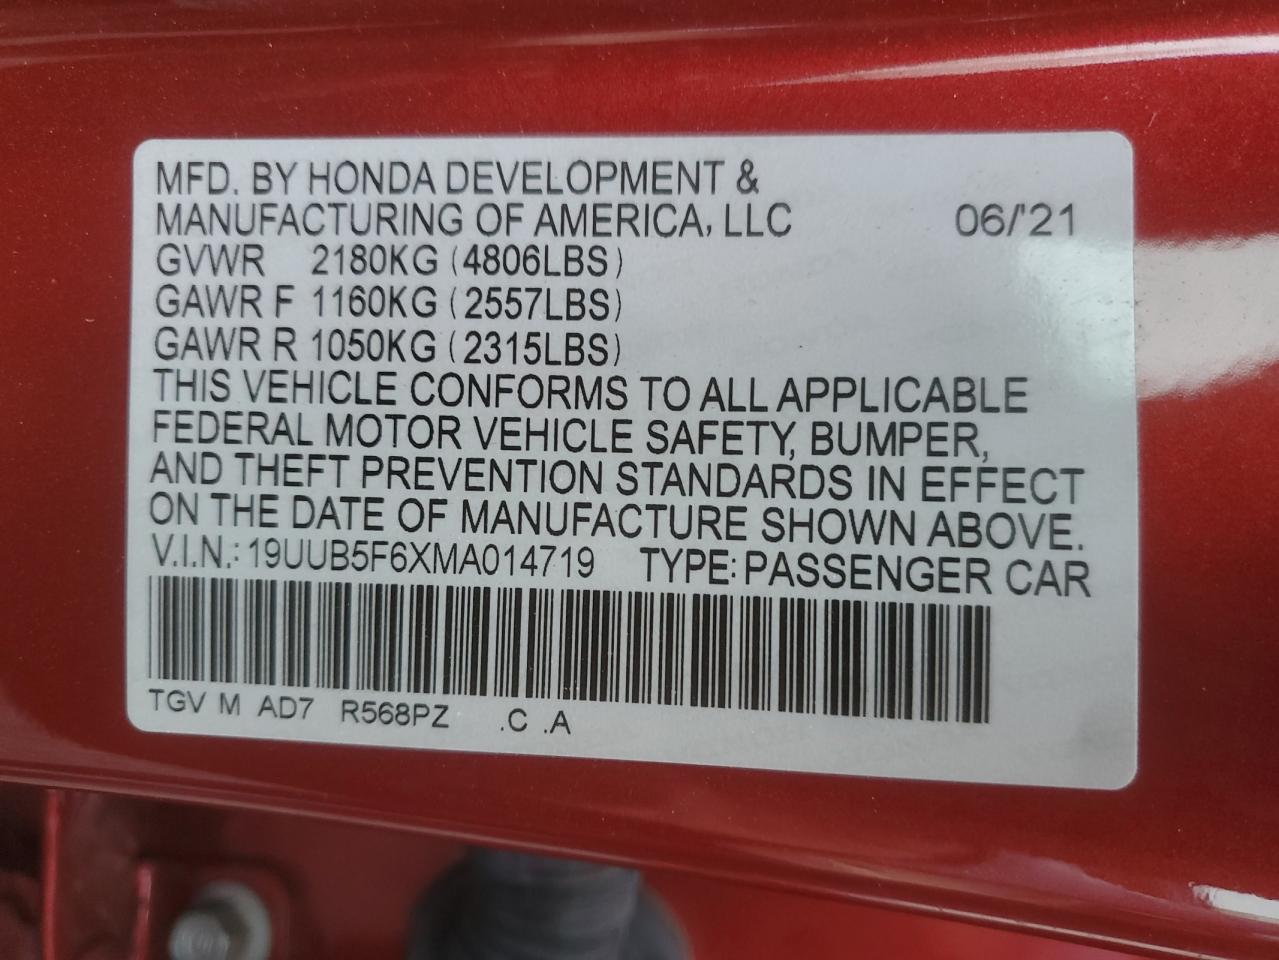 MFD. BY HONDA DEVELOPMENT &
MANUFACTURING OF AMERICA, LLC 06/'21
GVWR 2180KG (4806LBS)
GAWR F 1160KG (2557LBS)
GAWR R 1050KG (2315LBS)
THIS VEHICLE CONFORMS TO ALL APPLICABLE
FEDERAL MOTOR VEHICLE SAFETY, BUMPER,
AND THEFT PREVENTION STANDARDS IN EFFECT
ON THE DATE OF MANUFACTURE SHOWN ABOVE.
V.I.N.: 19UUB5F6XMA014719 TYPE: PASSENGER CAR
TGV M AD7 R568PZ .C .A